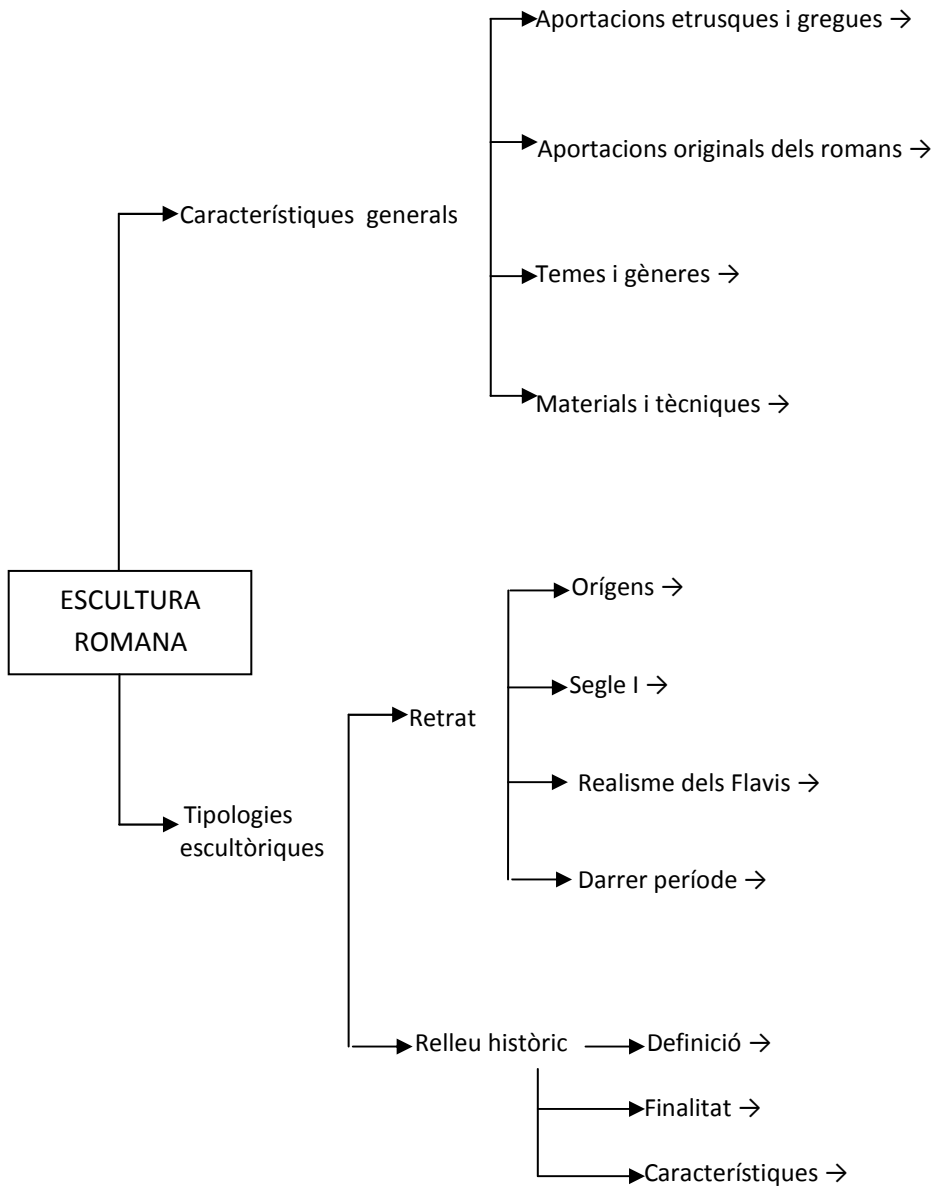 Aportacions etrusques i gregues →
Aportacions originals dels romans →
Característiques generals
Temes i gèneres →
Materials i tècniques →
ESCULTURA
ROMANA
Orígens →
Segle I →
Retrat
Realisme dels Flavis →
Tipologies
escultòriques
Darrer període →
Relleu històric
Definició →
Finalitat →
Característiques →